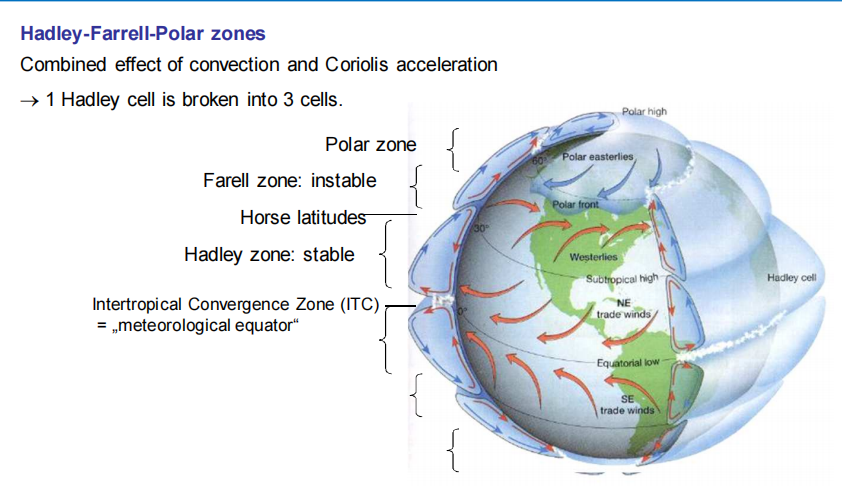 Hadley-Farrell-Polar zones
Combined effect of convection and Coriolis acceleration
→ 1 Hadley cell is broken into 3 cells.
Polar high
Polar zone
60°
Polar easterlies
Farell zone: instable
Polar front
Horse latitudes
30°
Hadley zone: stable
Westerlies
Subtropical high
Hadley cell
Intertropical Convergence Zone (ITC)
= „meteorological equator“
0°
NE
trade winds
Equatorial low
SE
trade winds